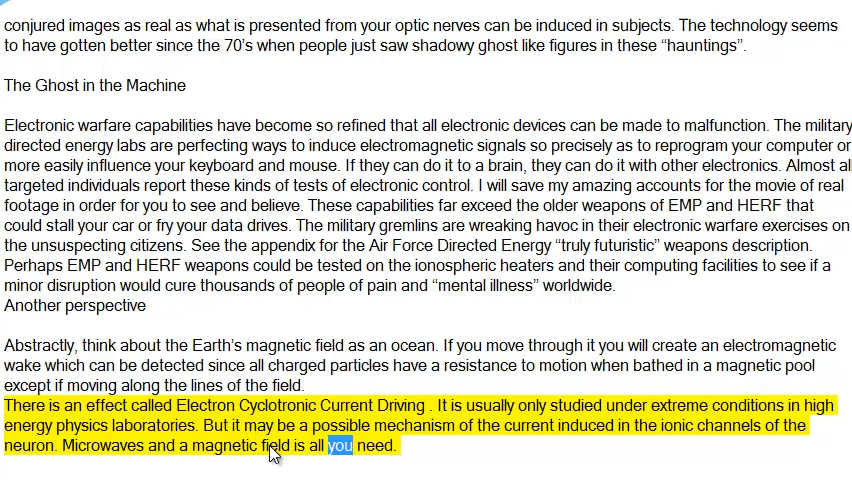 conjured images as real as what is presented from your optic nerves can be induced in subjects. The technology seems
to have gotten better since the 70’s when people just saw shadowy ghost like figures in these “hauntings”.
The Ghost in the Machine
Electronic warfare capabilities have become so refined that all electronic devices can be made to malfunction. The military
directed energy labs are perfecting ways to induce electromagnetic signals so precisely as to reprogram your computer or
more easily influence your keyboard and mouse. If they can do it to a brain, they can do it with other electronics. Almost all
targeted individuals report these kinds of tests of electronic control. I will save my amazing accounts for the movie of real
footage in order for you to see and believe. These capabilities far exceed the older weapons of EMP and HERF that
could stall your car or fry your data drives. The military gremlins are wreaking havoc in their electronic warfare exercises on
the unsuspecting citizens. See the appendix for the Air Force Directed Energy “truly futuristic” weapons description.
Perhaps EMP and HERF weapons could be tested on the ionospheric heaters and their computing facilities to see if a
minor disruption would cure thousands of people of pain and “mental illness” worldwide.
Another perspective
Abstractly, think about the Earth’s magnetic field as an ocean. If you move through it you will create an electromagnetic
wake which can be detected since all charged particles have a resistance to motion when bathed in a magnetic pool
except if moving along the lines of the field.
There is an effect called Electron Cyclotronic Current Driving . It is usually only studied under extreme conditions in high
energy physics laboratories. But it may be a possible mechanism of the current induced in the ionic channels of the
neuron. Microwaves and a magnetic field is all you need.